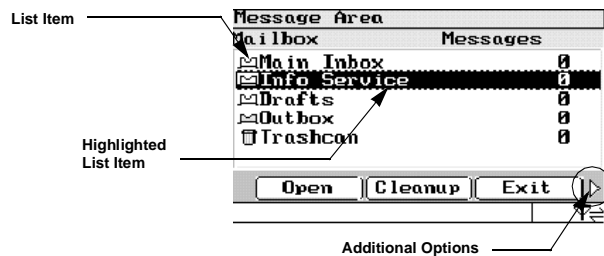 List Item
Message Area
Mailbox Messages
Main Inbox 0
Info Service 0
Drafts 0
Outbox 0
Trashcan 0
Highlighted
List Item
Open Cleanup Exit
Additional Options